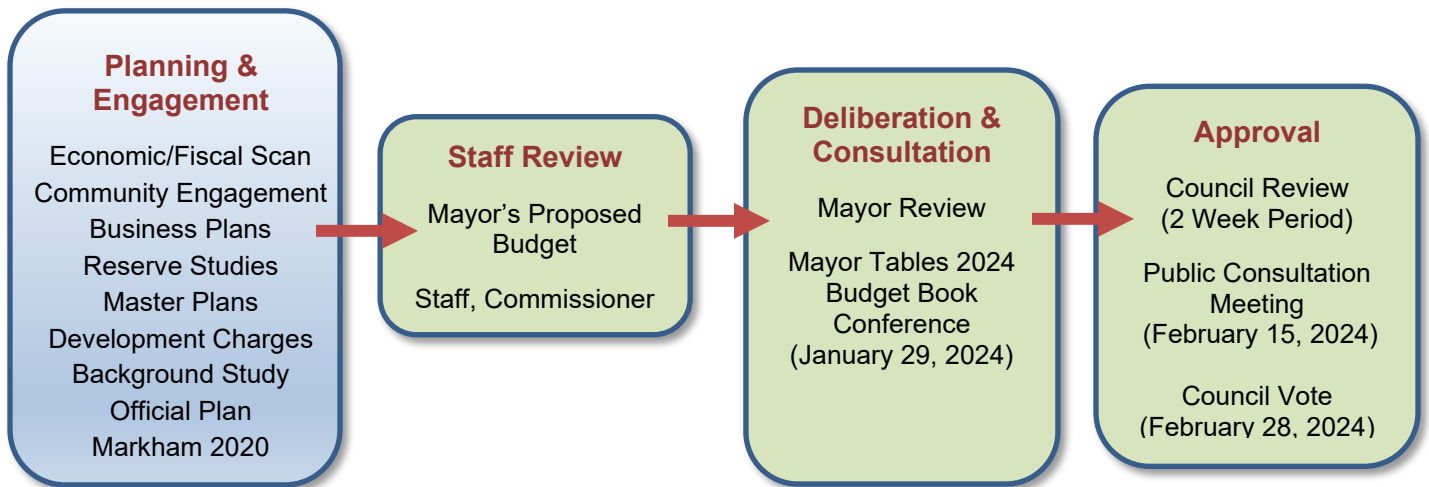 Planning &
Engagement
Economic/Fiscal Scan
Community Engagement
Business Plans
Reserve Studies
Master Plans
Development Charges
Background Study
Official Plan
Markham 2020
Staff Review
Mayor’s Proposed
Budget
Staff, Commissioner
Deliberation &
Consultation
Mayor Review
Mayor Tables 2024
Budget Book
Conference
(January 29, 2024)
Approval
Council Review
(2 Week Period)
Public Consultation
Meeting
(February 15, 2024)
Council Vote
(February 28, 2024)